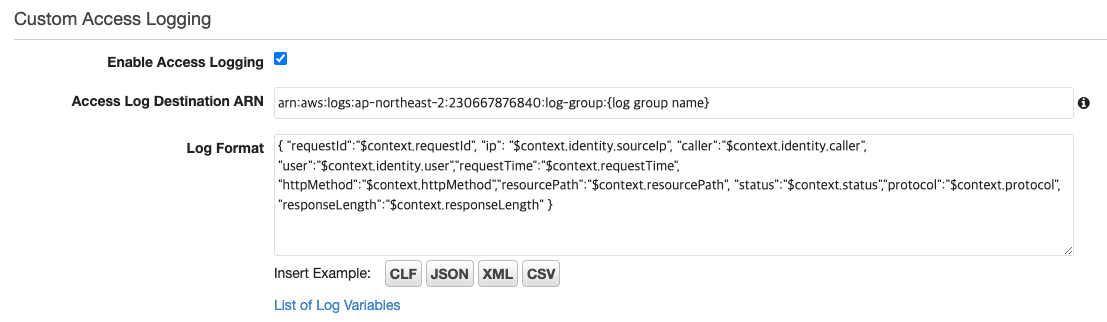 Custom Access Logging
Enable Access Logging
Access Log Destination ARN arn:aws:logs:ap-northeast-2:230667876840:log-group:{log group name}
Log Format { "requestId":"$context.requestId", "ip": "$context.identity.sourceIp", "caller":"$context.identity.caller",
"user":"$context.identity.user","requestTime":"$context.requestTime",
"httpMethod":"$context.httpMethod","resourcePath":"$context.resourcePath", "status":"$context.status","protocol":"$context.protocol",
"responseLength":"$context.responseLength" }
Insert Example: CLF JSON XML CSV
List of Log Variables